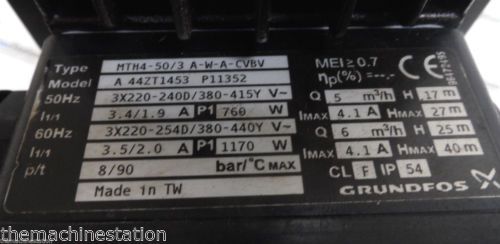 Type MTH4-50/3 A-W-A-CVBV
Model A 44ZT1453 P11352
50Hz 3X220-240D/380-415Y V~
I1/1 3.4/1.9 A P1 760 W
60Hz 3X220-254D/380-440Y V~
I1/1 3.5/2.0 A P1 1170 W
p/t 8/90 bar/°C MAX
Made in TW
MEI≥0.7
ηp(%)=--.-
Q 5 m³/h H 17 m
IMAX 4.1 A HMAX 27 m
Q 6 m³/h H 25 m
IMAX 4.1 A HMAX 40 m
CL F IP 54
GRUNDFOS
Copyright themachinestation